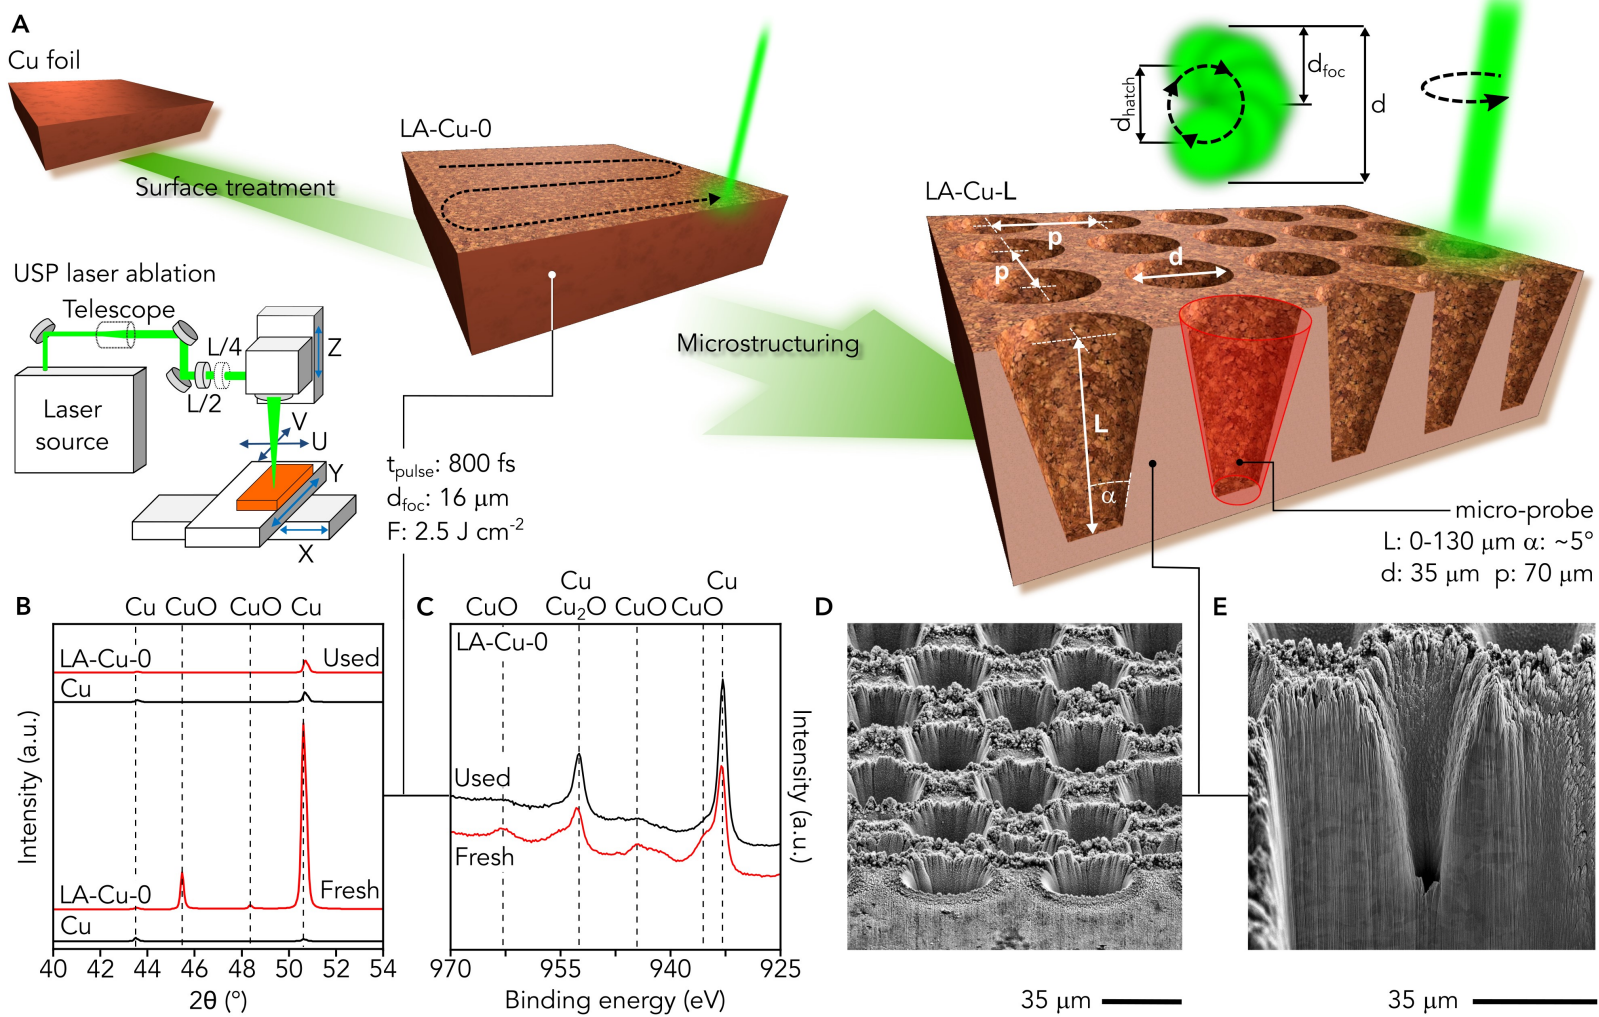 A
Cu foil
Surface treatment
LA-Cu-0
USP laser ablation
Telescope
L/4
L/2
Z
V
U
Y
X
Laser
source
t_pulse: 800 fs
d_foc: 16 μm
F: 2.5 J cm⁻²
Microstructuring
d_hatch
d_foc
d
LA-Cu-L
p
p
d
L
α
micro-probe
L: 0-130 μm α: ~5°
d: 35 μm p: 70 μm
B
Cu CuO CuO Cu
LA-Cu-0
Used
Cu
LA-Cu-0
Fresh
Cu
Intensity (a.u.)
40 42 44 46 48 50 52 54
2θ (°)
C
Cu Cu
CuO Cu₂O CuO CuO
LA-Cu-0
Used
Fresh
Intensity (a.u.)
970 955 940 925
Binding energy (eV)
D
35 μm
E
35 μm